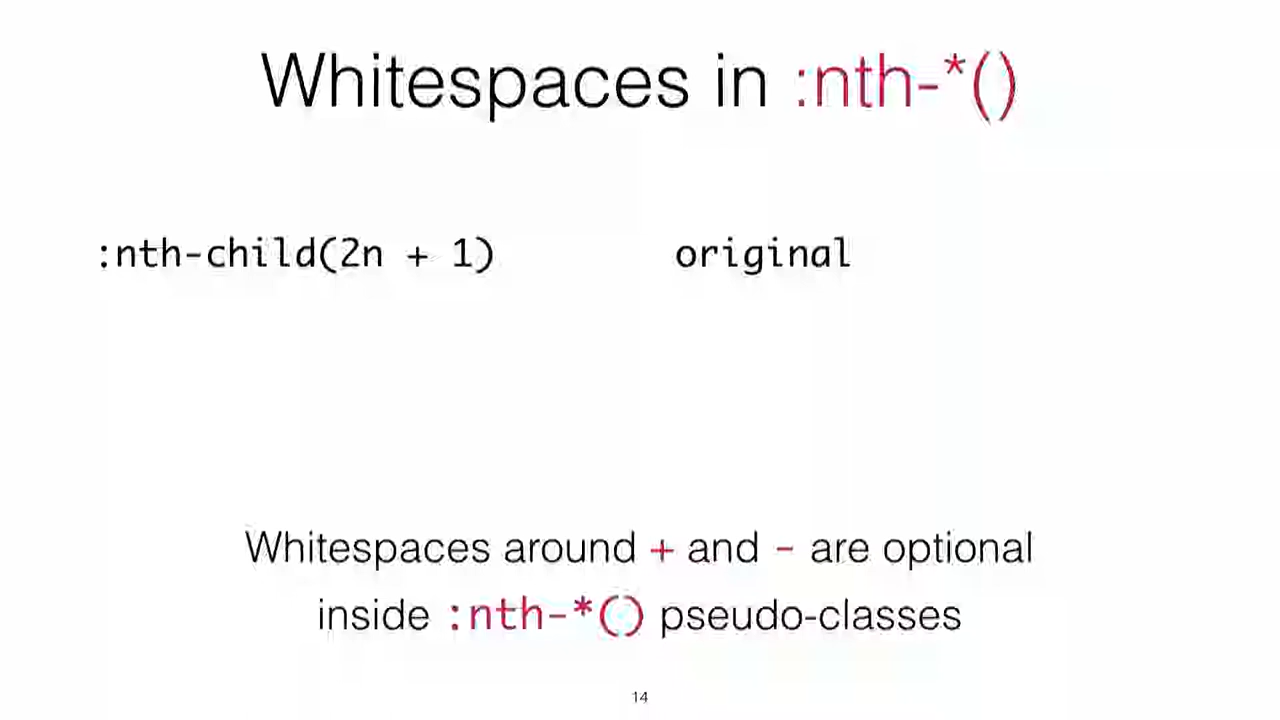 Whitespaces in :nth-*()
:nth-child(2n + 1) original
Whitespaces around + and - are optional
inside :nth-*() pseudo-classes
14